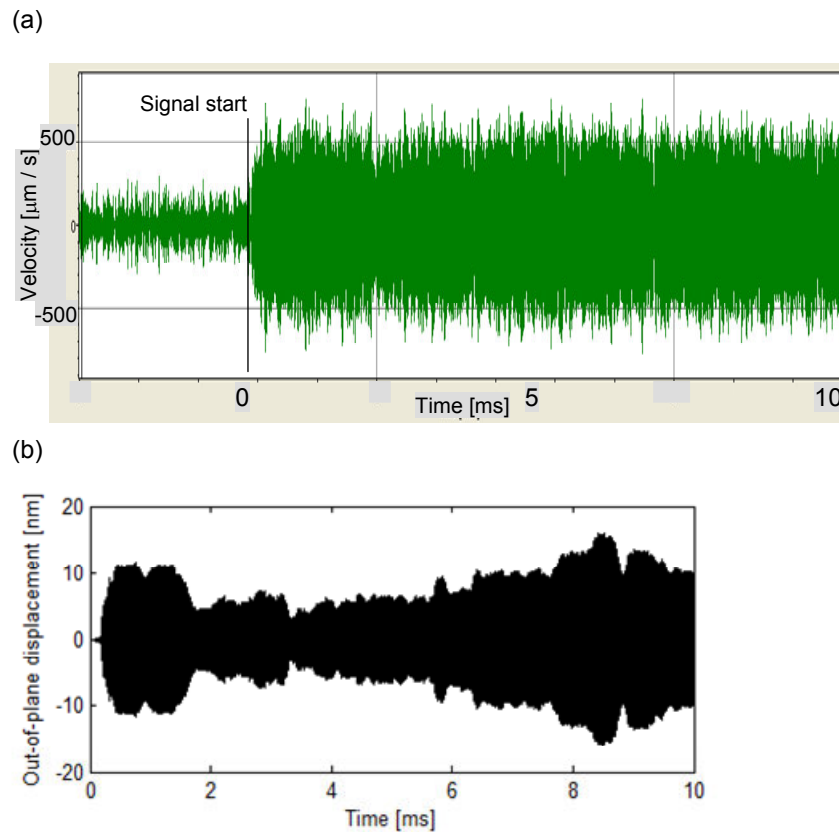 (a)
Signal start
500
0
-500
Velocity [μm / s]
0
5
10
Time [ms]
(b)
20
10
0
-10
-20
Out-of-plane displacement [nm]
0
2
4
6
8
10
Time [ms]